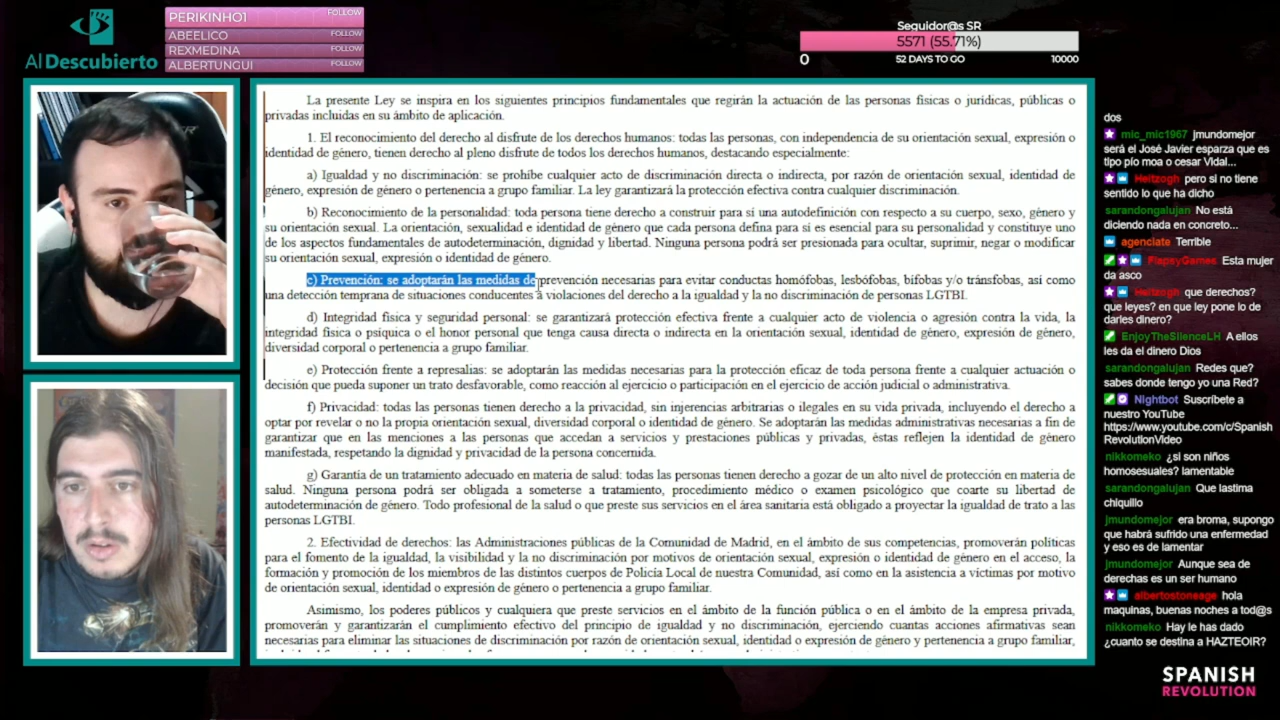 Al Descubierto
PERIKINHO1 FOLLOW
ABEELICO FOLLOW
REXMEDINA FOLLOW
ALBERTUNGUI FOLLOW
Seguidor@s SR
5571 (55.71%)
0 52 DAYS TO GO 10000
La presente Ley se inspira en los siguientes principios fundamentales que regirán la actuación de las personas físicas o jurídicas, públicas o
privadas incluidas en su ámbito de aplicación.
1. El reconocimiento del derecho al disfrute de los derechos humanos: todas las personas, con independencia de su orientación sexual, expresión o
identidad de género, tienen derecho al pleno disfrute de todos los derechos humanos, destacando especialmente:
a) Igualdad y no discriminación: se prohíbe cualquier acto de discriminación directa o indirecta, por razón de orientación sexual, identidad de
género, expresión de género o pertenencia a grupo familiar. La ley garantizará la protección efectiva contra cualquier discriminación.
b) Reconocimiento de la personalidad: toda persona tiene derecho a construir para sí una autodefinición con respecto a su cuerpo, sexo, género y
su orientación sexual. La orientación, sexualidad e identidad de género que cada persona defina para sí es esencial para su personalidad y constituye uno
de los aspectos fundamentales de autodeterminación, dignidad y libertad. Ninguna persona podrá ser presionada para ocultar, suprimir, negar o modificar
su orientación sexual, expresión o identidad de género.
c) Prevención: se adoptarán las medidas de prevención necesarias para evitar conductas homófobas, lesbófobas, bífobas y/o tránsfobas, así como
una detección temprana de situaciones conducentes a violaciones del derecho a la igualdad y la no discriminación de personas LGTBI.
d) Integridad física y seguridad personal: se garantizará protección efectiva frente a cualquier acto de violencia o agresión contra la vida, la
integridad física o psíquica o el honor personal que tenga causa directa o indirecta en la orientación sexual, identidad de género, expresión de género,
diversidad corporal o pertenencia a grupo familiar.
e) Protección frente a represalias: se adoptarán las medidas necesarias para la protección eficaz de toda persona frente a cualquier actuación o
decisión que pueda suponer un trato desfavorable, como reacción al ejercicio o participación en el ejercicio de acción judicial o administrativa.
f) Privacidad: todas las personas tienen derecho a la privacidad, sin injerencias arbitrarias o ilegales en su vida privada, incluyendo el derecho a
optar por revelar o no la propia orientación sexual, diversidad corporal o identidad de género. Se adoptarán las medidas administrativas necesarias a fin de
garantizar que en las menciones a las personas que accedan a servicios y prestaciones públicas y privadas, éstas reflejen la identidad de género
manifestada, respetando la dignidad y privacidad de la persona concernida.
g) Garantía de un tratamiento adecuado en materia de salud: todas las personas tienen derecho a gozar de un alto nivel de protección en materia de
salud. Ninguna persona podrá ser obligada a someterse a tratamiento, procedimiento médico o examen psicológico que coarte su libertad de
autodeterminación de género. Todo profesional de la salud o que preste sus servicios en el área sanitaria está obligado a proyectar la igualdad de trato a las
personas LGTBI.
2. Efectividad de derechos: las Administraciones públicas de la Comunidad de Madrid, en el ámbito de sus competencias, promoverán políticas
para el fomento de la igualdad, la visibilidad y la no discriminación por motivos de orientación sexual, expresión o identidad de género en el acceso, la
formación y promoción de los miembros de las distintos cuerpos de Policía Local de nuestra Comunidad, así como en la asistencia a víctimas por motivo
de orientación sexual, identidad o expresión de género o pertenencia a grupo familiar.
Asimismo, los poderes públicos y cualquiera que preste servicios en el ámbito de la función pública o en el ámbito de la empresa privada,
promoverán y garantizarán el cumplimiento efectivo del principio de igualdad y no discriminación, ejerciendo cuantas acciones afirmativas sean
necesarias para eliminar las situaciones de discriminación por razón de orientación sexual, identidad o expresión de género y pertenencia a grupo familiar,
dos
mic_mic1967 jmundomejor
será el José Javier esparza que es
tipo pío moa o cesar Vidal...
Heitzogh pero si no tiene
sentido lo que ha dicho
sarandongalujan No está
diciendo nada en concreto...
agenciate Terrible
FlapsyGames Esta mujer
da asco
Heitzogh que derechos?
que leyes? en que ley pone lo de
darles dinero?
EnjoyTheSilenceLH A ellos
les da el dinero Dios
sarandongalujan Redes que?
sabes donde tengo yo una Red?
Nightbot Suscríbete a
nuestro YouTube
https://www.youtube.com/c/Spanish
RevolutionVideo
nikkomeko ¿si son niños
homosesuales? lamentable
sarandongalujan Que lastima
chiquillo
jmundomejor era broma, supongo
que habrá sufrido una enfermedad
y eso es de lamentar
jmundomejor Aunque sea de
derechas es un ser humano
albertostoneage hola
maquinas, buenas noches a tod@s
nikkomeko Hay le has dado
¿cuanto se destina a HAZTEOIR?
SPANISH
REVOLUTION